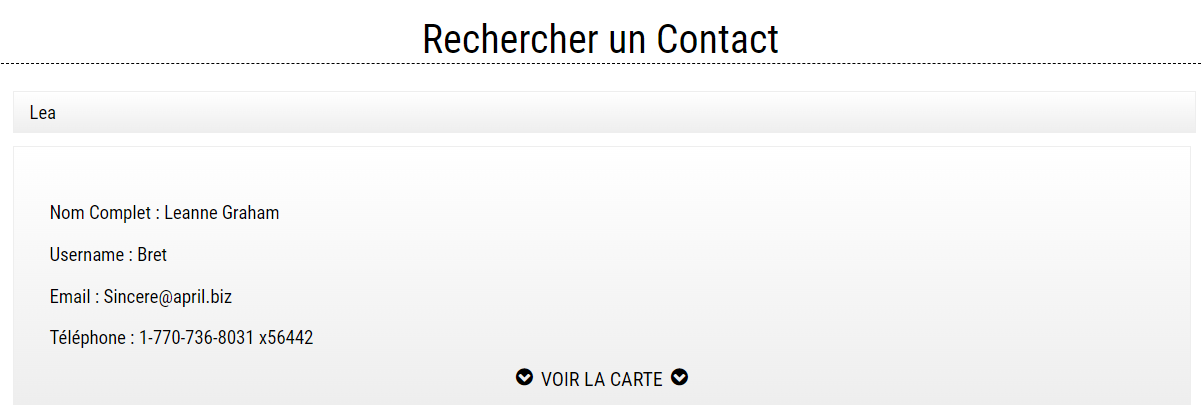 Rechercher un Contact
Lea
Nom Complet : Leanne Graham
Username : Bret
Email : Sincere@april.biz
Téléphone : 1-770-736-8031 x56442
VOIR LA CARTE